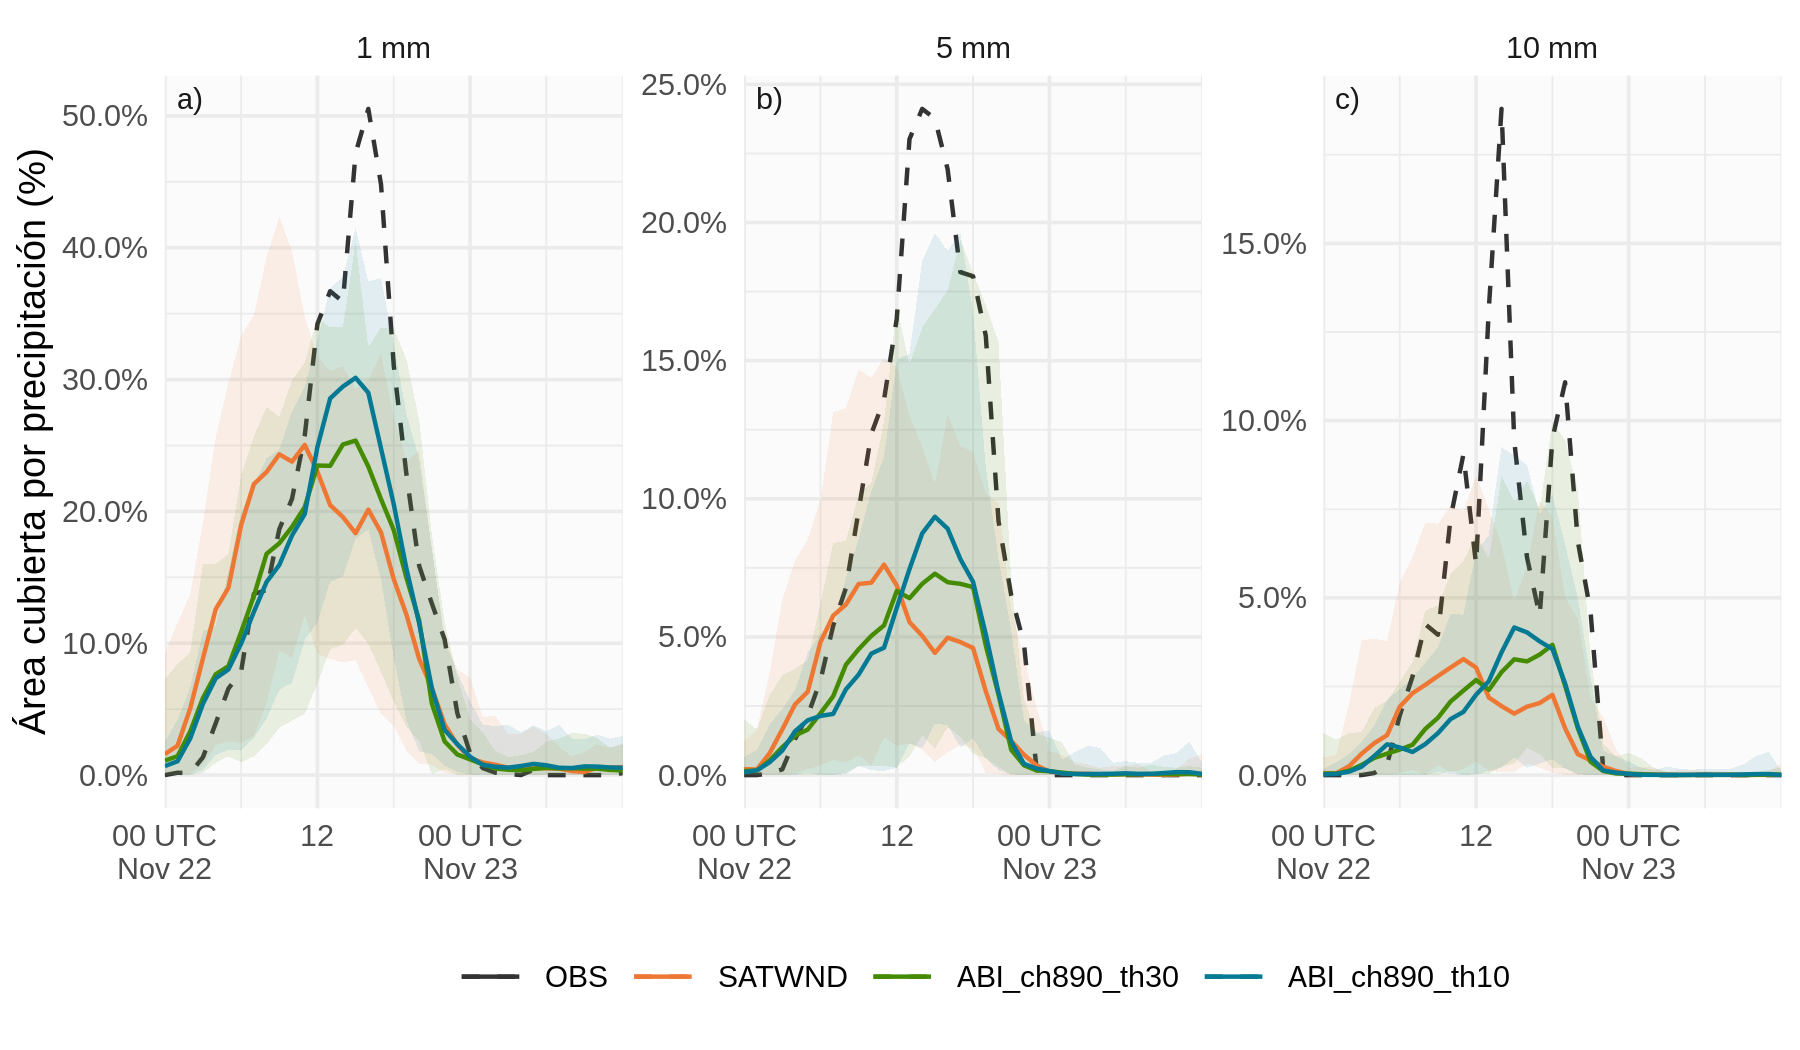 1 mm
5 mm
10 mm
a)
b)
c)
Área cubierta por precipitación (%)
50.0%
40.0%
30.0%
20.0%
10.0%
0.0%
25.0%
20.0%
15.0%
10.0%
5.0%
0.0%
15.0%
10.0%
5.0%
0.0%
00 UTC
Nov 22
12
00 UTC
Nov 23
00 UTC
Nov 22
12
00 UTC
Nov 23
00 UTC
Nov 22
12
00 UTC
Nov 23
OBS SATWND ABI_ch890_th30 ABI_ch890_th10